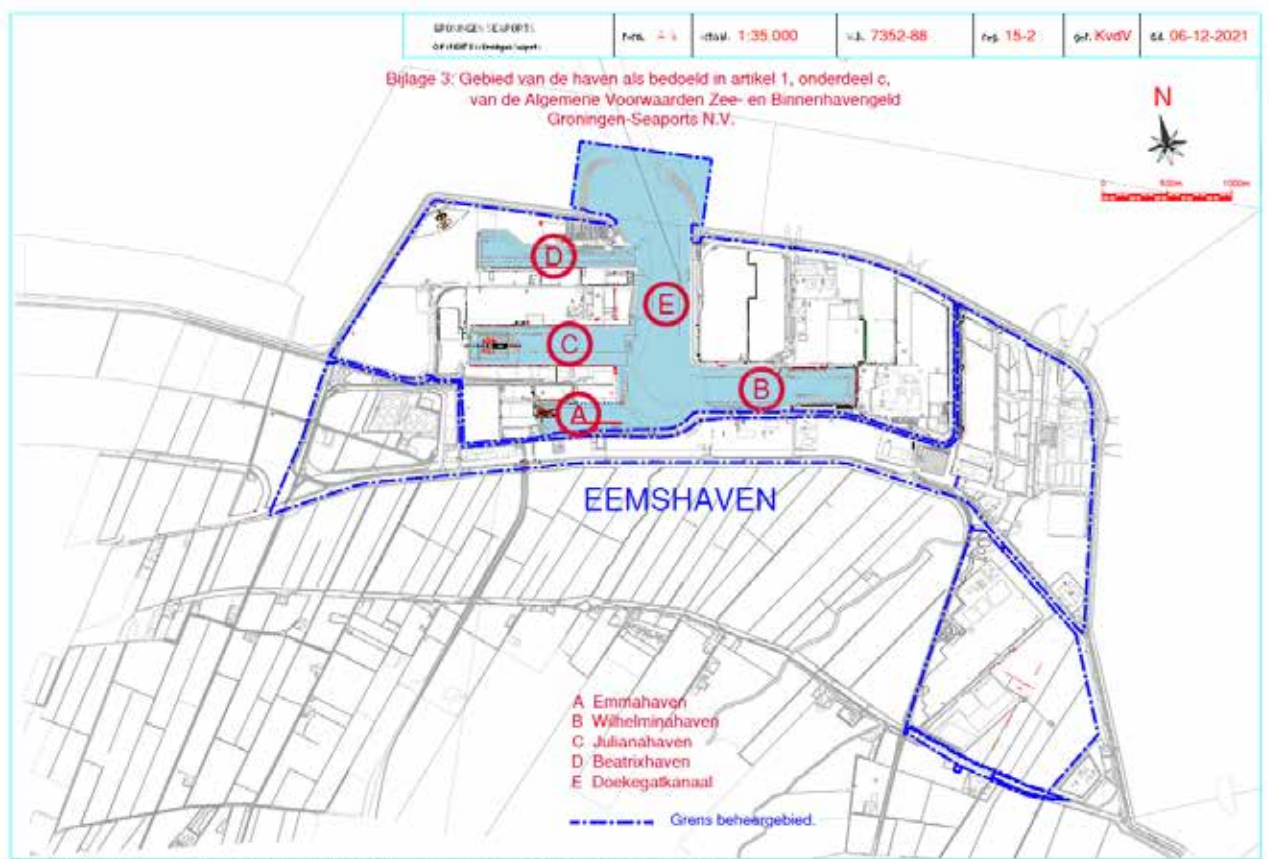 GRONINGEN SEAPORTS
form. A4 schaal. 1:35 000 7352-88 reg. 15-2 get. KvdV dd. 06-12-2021
Bijlage 3: Gebied van de haven als bedoeld in artikel 1, onderdeel c,
van de Algemene Voorwaarden Zee- en Binnenhavengeld
Groningen-Seaports N.V.
N
0 500m 1000m
D
E
C
B
A
EEMSHAVEN
A Emmahaven
B Wilhelminahaven
C Julianahaven
D Beatrixhaven
E Doekegatkanaal
Grens beheergebied.